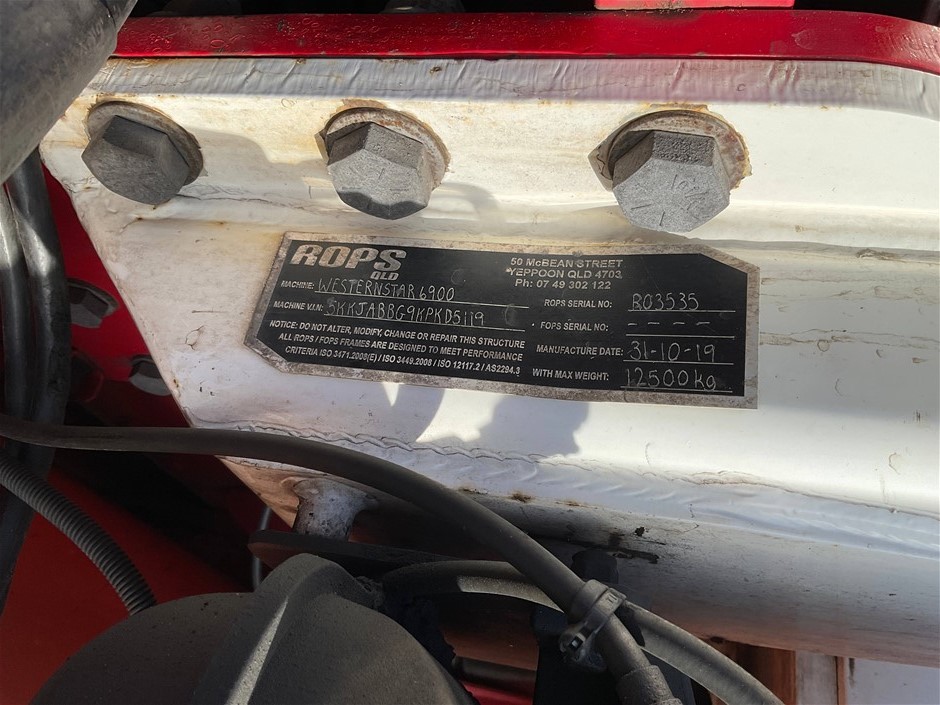 ROPS
QLD
50 McBEAN STREET
YEPPOON QLD 4703
Ph: 07 49 302 122
MACHINE: WESTERNSTAR 6900
MACHINE V.I.N: 5KKJABBG9KPKD5119
NOTICE: DO NOT ALTER, MODIFY, CHANGE OR REPAIR THIS STRUCTURE
ALL ROPS / FOPS FRAMES ARE DESIGNED TO MEET PERFORMANCE
CRITERIA ISO 3471.2008(E) / ISO 3449.2008 / ISO 12117.2 / AS2294.3
ROPS SERIAL NO: R03535
FOPS SERIAL NO: - - - -
MANUFACTURE DATE: 31-10-19
WITH MAX WEIGHT: 12500kg